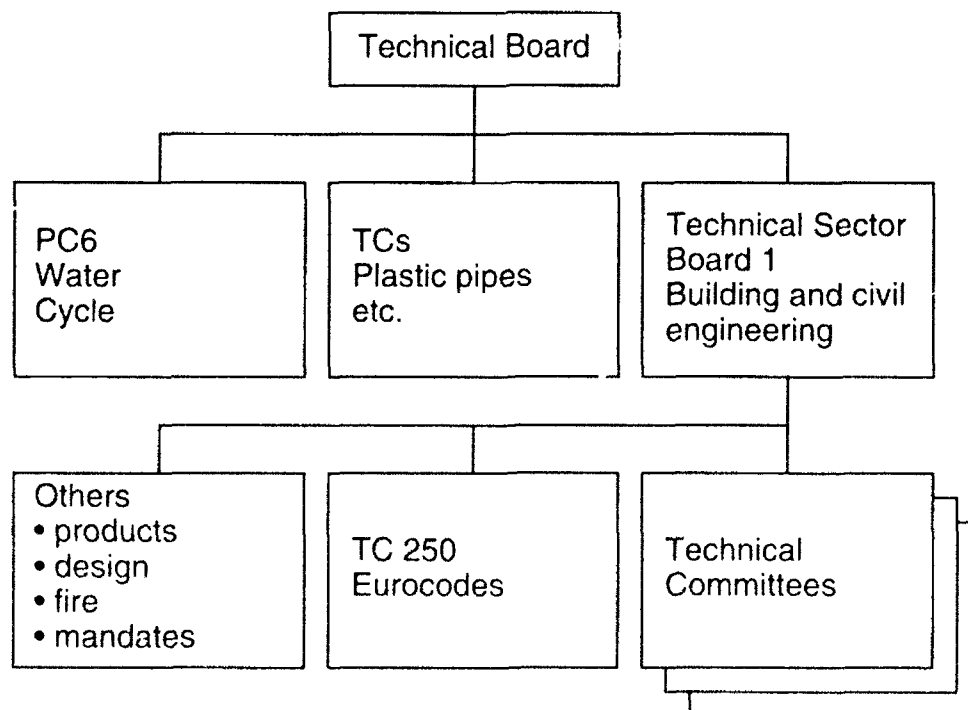 Technical Board
PC6
Water
Cycle
TCs
Plastic pipes
etc.
Technical Sector
Board 1
Building and civil
engineering
Others
• products
• design
• fire
• mandates
TC 250
Eurocodes
Technical
Committees